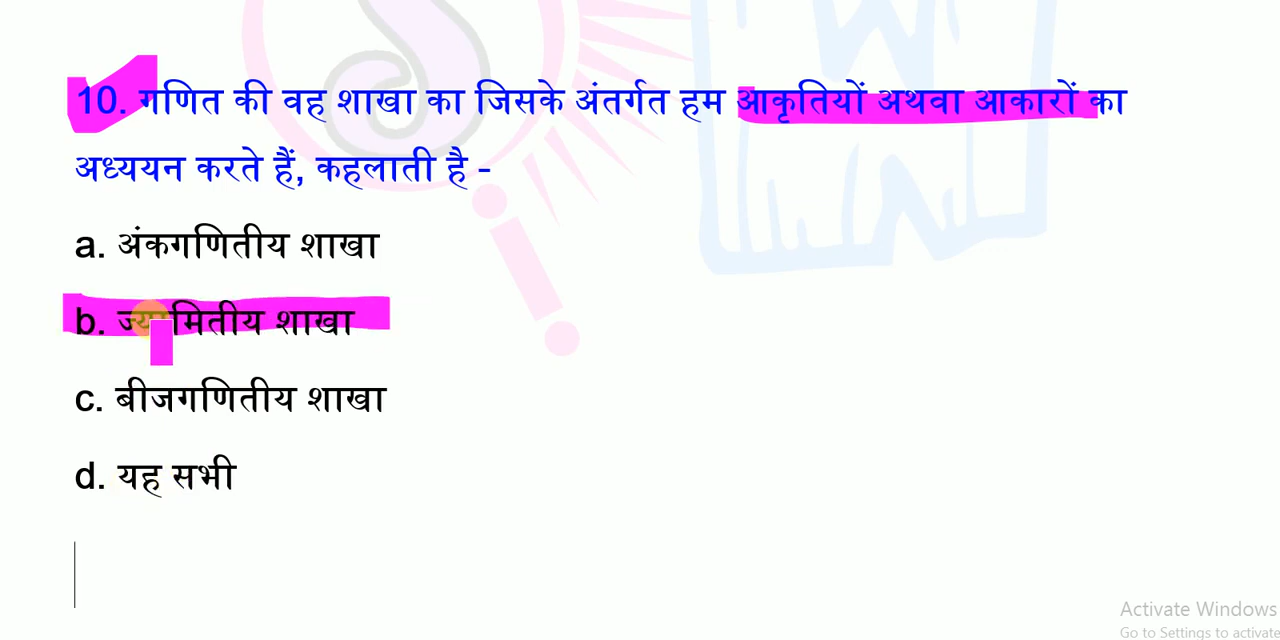 10. गणित की वह शाखा का जिसके अंतर्गत हम आकृतियों अथवा आकारों का
अध्ययन करते हैं, कहलाती है -
a. अंकगणितीय शाखा
b. ज्यामितीय शाखा
c. बीजगणितीय शाखा
d. यह सभी
Activate Windows
Go to Settings to activate